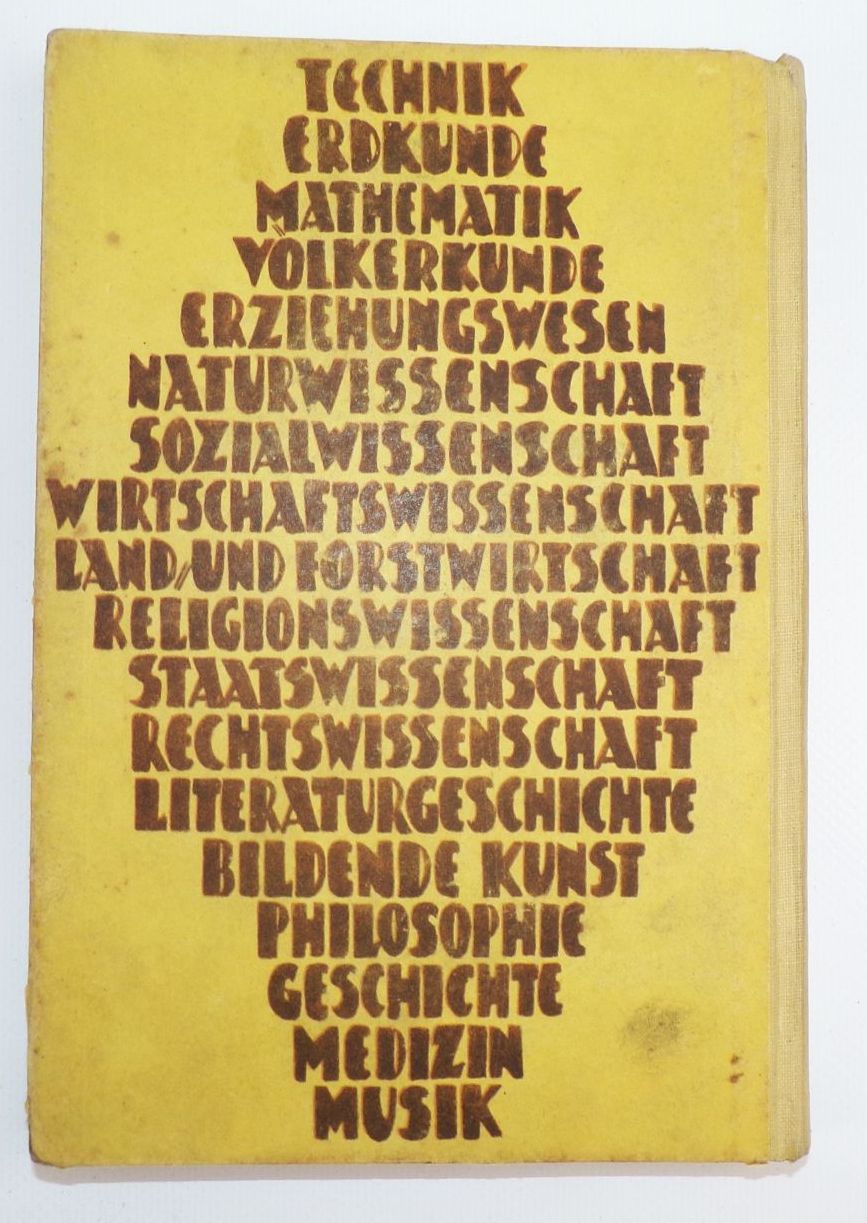 TECHNIK
ERDKUNDE
MATHEMATIK
VÖLKERKUNDE
ERZIEHUNGSWESEN
NATURWISSENSCHAFT
SOZIALWISSENSCHAFT
WIRTSCHAFTSWISSENSCHAFT
LAND-UND FORSTWIRTSCHAFT
RELIGIONSWISSENSCHAFT
STAATSWISSENSCHAFT
RECHTSWISSENSCHAFT
LITERATURGESCHICHTE
BILDENDE KUNST
PHILOSOPHIE
GESCHICHTE
MEDIZIN
MUSIK